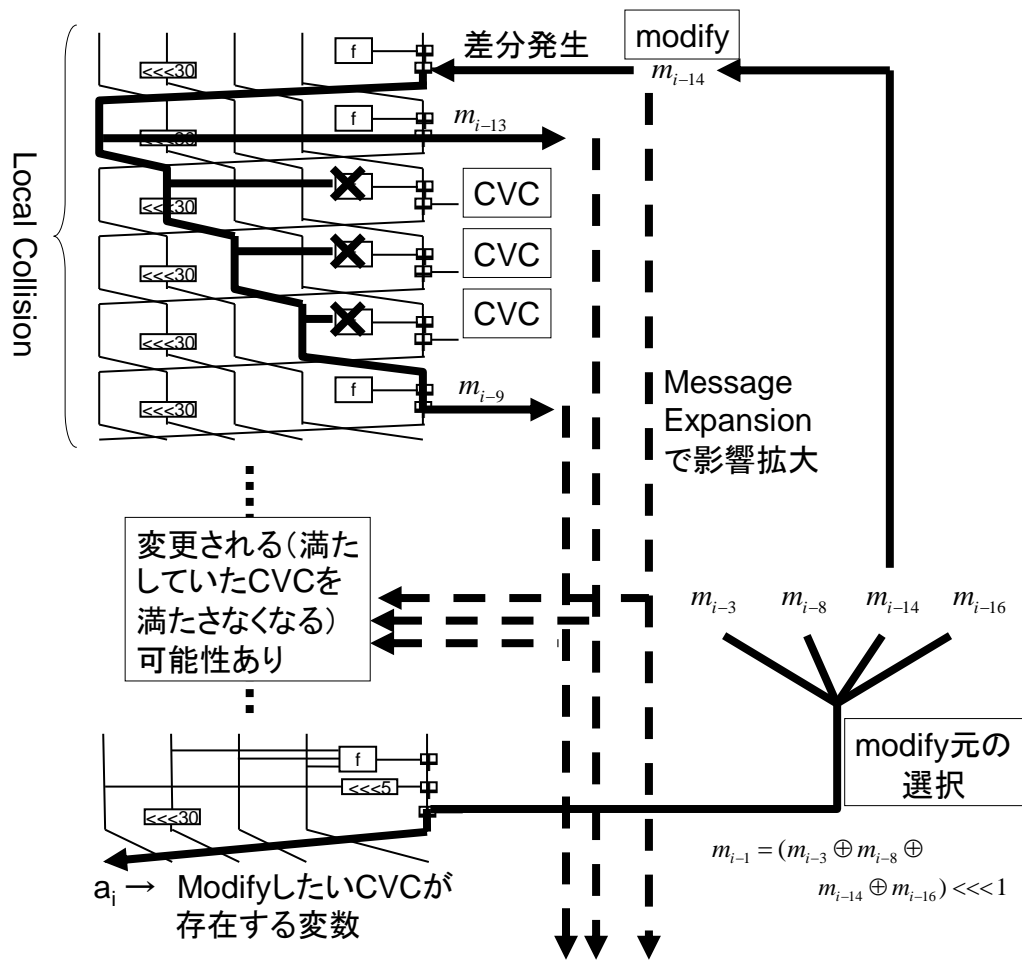 差分発生
modify
f
<<<30
m_{i-14}
f
m_{i-13}
<<<30
CVC
<<<30
CVC
<<<30
CVC
<<<30
Local Collision
f
m_{i-9}
<<<30
Message
Expansion
で影響拡大
変更される(満た
していたCVCを
満たさなくなる)
可能性あり
m_{i-3} m_{i-8} m_{i-14} m_{i-16}
modify元の
選択
f
<<<5
<<<30
m_{i-1} = (m_{i-3} ⊕ m_{i-8} ⊕
m_{i-14} ⊕ m_{i-16}) <<< 1
a_i → ModifyしたいCVCが
存在する変数